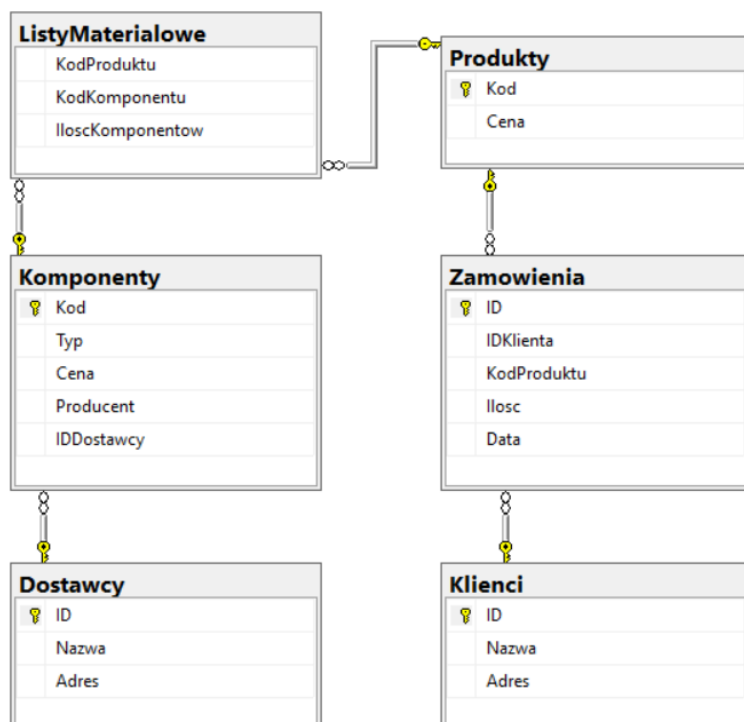 ListyMaterialowe
KodProduktu
KodKomponentu
IloscKomponentow
Produkty
Kod
Cena
Komponenty
Kod
Typ
Cena
Producent
IDDostawcy
Zamowienia
ID
IDKlienta
KodProduktu
Ilosc
Data
Dostawcy
ID
Nazwa
Adres
Klienci
ID
Nazwa
Adres